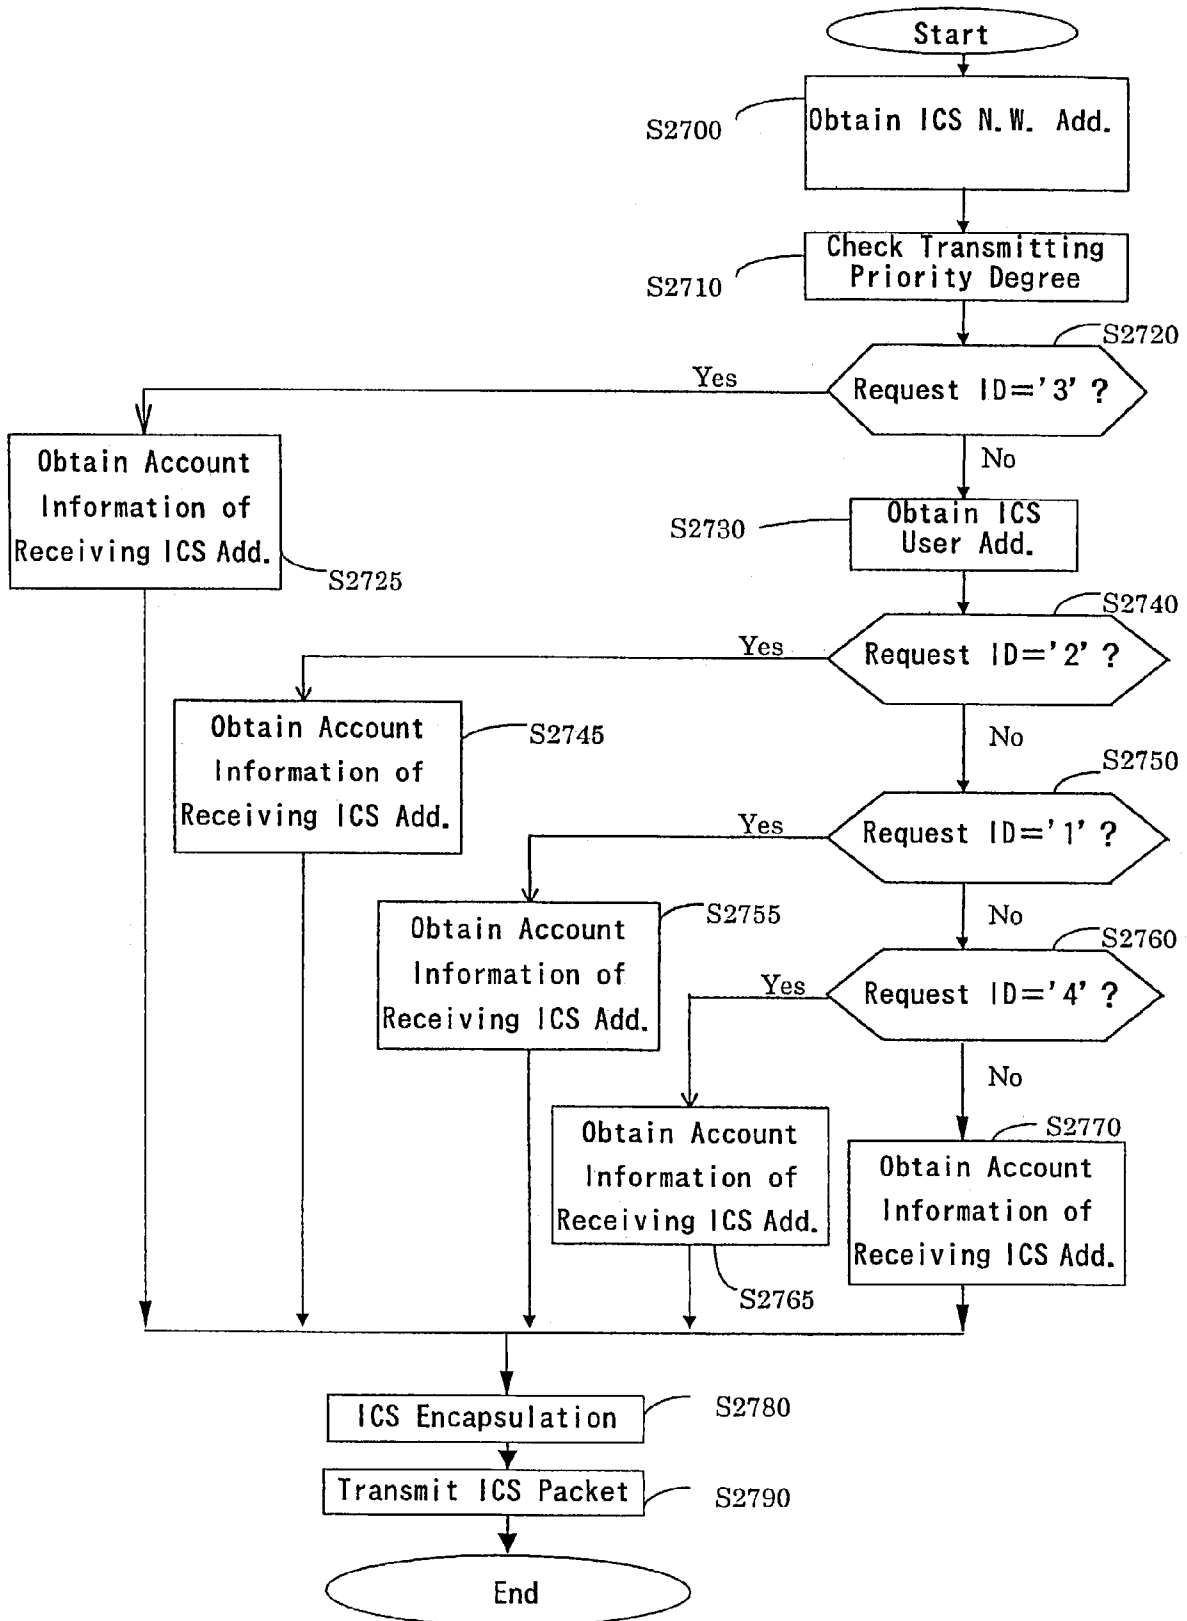 Start
S2700
Obtain ICS N.W. Add.
S2710
Check Transmitting
Priority Degree
S2720
Request ID='3' ?
Yes
No
Obtain Account
Information of
Receiving ICS Add.
S2725
S2730
Obtain ICS
User Add.
S2740
Request ID='2' ?
Yes
No
Obtain Account
Information of
Receiving ICS Add.
S2745
S2750
Request ID='1' ?
Yes
No
Obtain Account
Information of
Receiving ICS Add.
S2755
S2760
Request ID='4' ?
Yes
No
Obtain Account
Information of
Receiving ICS Add.
S2765
S2770
Obtain Account
Information of
Receiving ICS Add.
ICS Encapsulation
S2780
Transmit ICS Packet
S2790
End